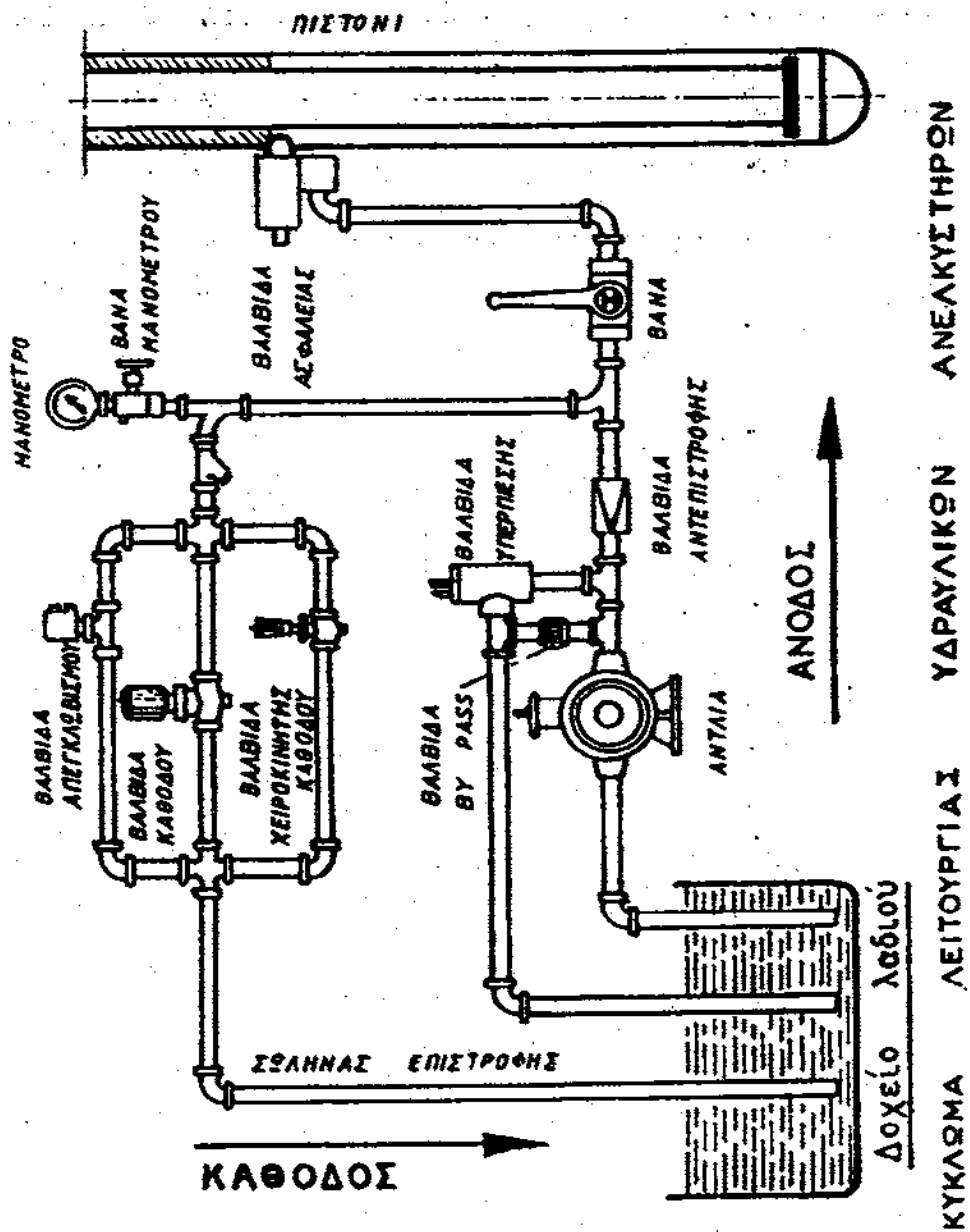 ΠΙΣΤΟΝΙ
ΜΑΝΟΜΕΤΡΟ
ΒΑΝΑ
ΜΑΝΟΜΕΤΡΟΥ
ΒΑΛΒΙΔΑ
ΑΣΦΑΛΕΙΑΣ
ΒΑΝΑ
ΒΑΛΒΙΔΑ
ΑΠΕΓΚΛΩΒΙΣΜΟΥ
ΒΑΛΒΙΔΑ
ΚΑΘΟΔΟΥ
ΒΑΛΒΙΔΑ
ΧΕΙΡΟΚΙΝΗΤΗΣ
ΚΑΘΟΔΟΥ
ΒΑΛΒΙΔΑ
ΥΠΕΡΠΙΕΣΗΣ
ΒΑΛΒΙΔΑ
ΑΝΤΕΠΙΣΤΡΟΦΗΣ
ΒΑΛΒΙΔΑ
BY PASS
ΑΝΤΛΙΑ
ΑΝΟΔΟΣ
ΣΩΛΗΝΑΣ ΕΠΙΣΤΡΟΦΗΣ
ΚΑΘΟΔΟΣ
Δοχείο λαδιού
ΚΥΚΛΩΜΑ ΛΕΙΤΟΥΡΓΙΑΣ ΥΔΡΑΥΛΙΚΩΝ ΑΝΕΛΚΥΣΤΗΡΩΝ